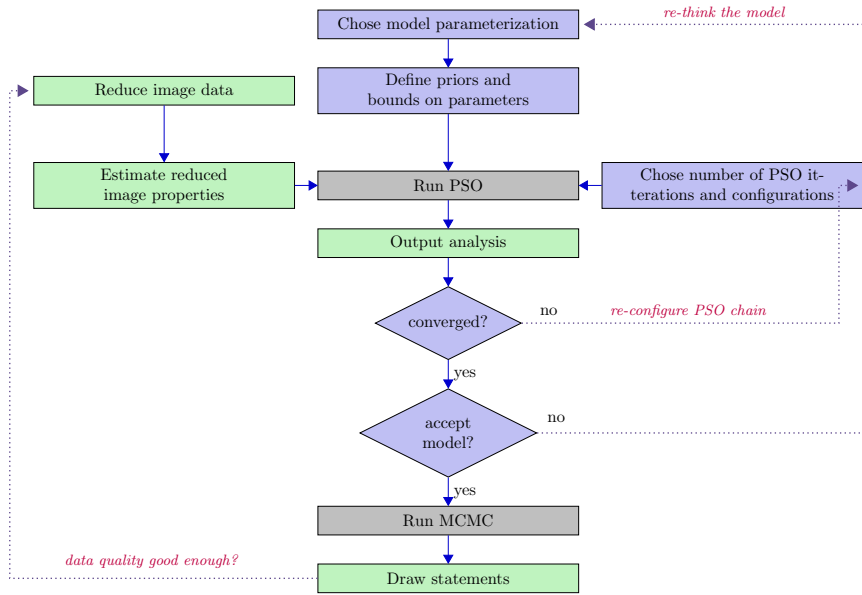 re-think the model
Chose model parameterization
Define priors and
bounds on parameters
Reduce image data
Estimate reduced
image properties
Run PSO
Chose number of PSO it-
terations and configurations
Output analysis
converged?
no
re-configure PSO chain
yes
accept
model?
no
yes
Run MCMC
data quality good enough?
Draw statements